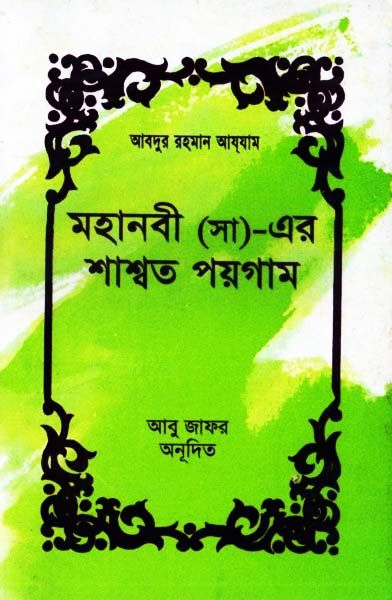 আবদুর রহমান আয্‌যাম
মহানবী (সা)-এর
শাশ্বত পয়গাম
আবু জাফর
অনূদিত